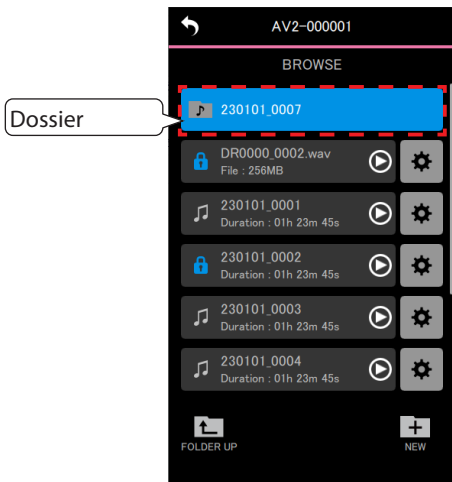 AV2-000001
BROWSE
Dossier
230101_0007
DR0000_0002.wav
File : 256MB
230101_0001
Duration : 01h 23m 45s
230101_0002
Duration : 01h 23m 45s
230101_0003
Duration : 01h 23m 45s
230101_0004
Duration : 01h 23m 45s
FOLDER UP
NEW